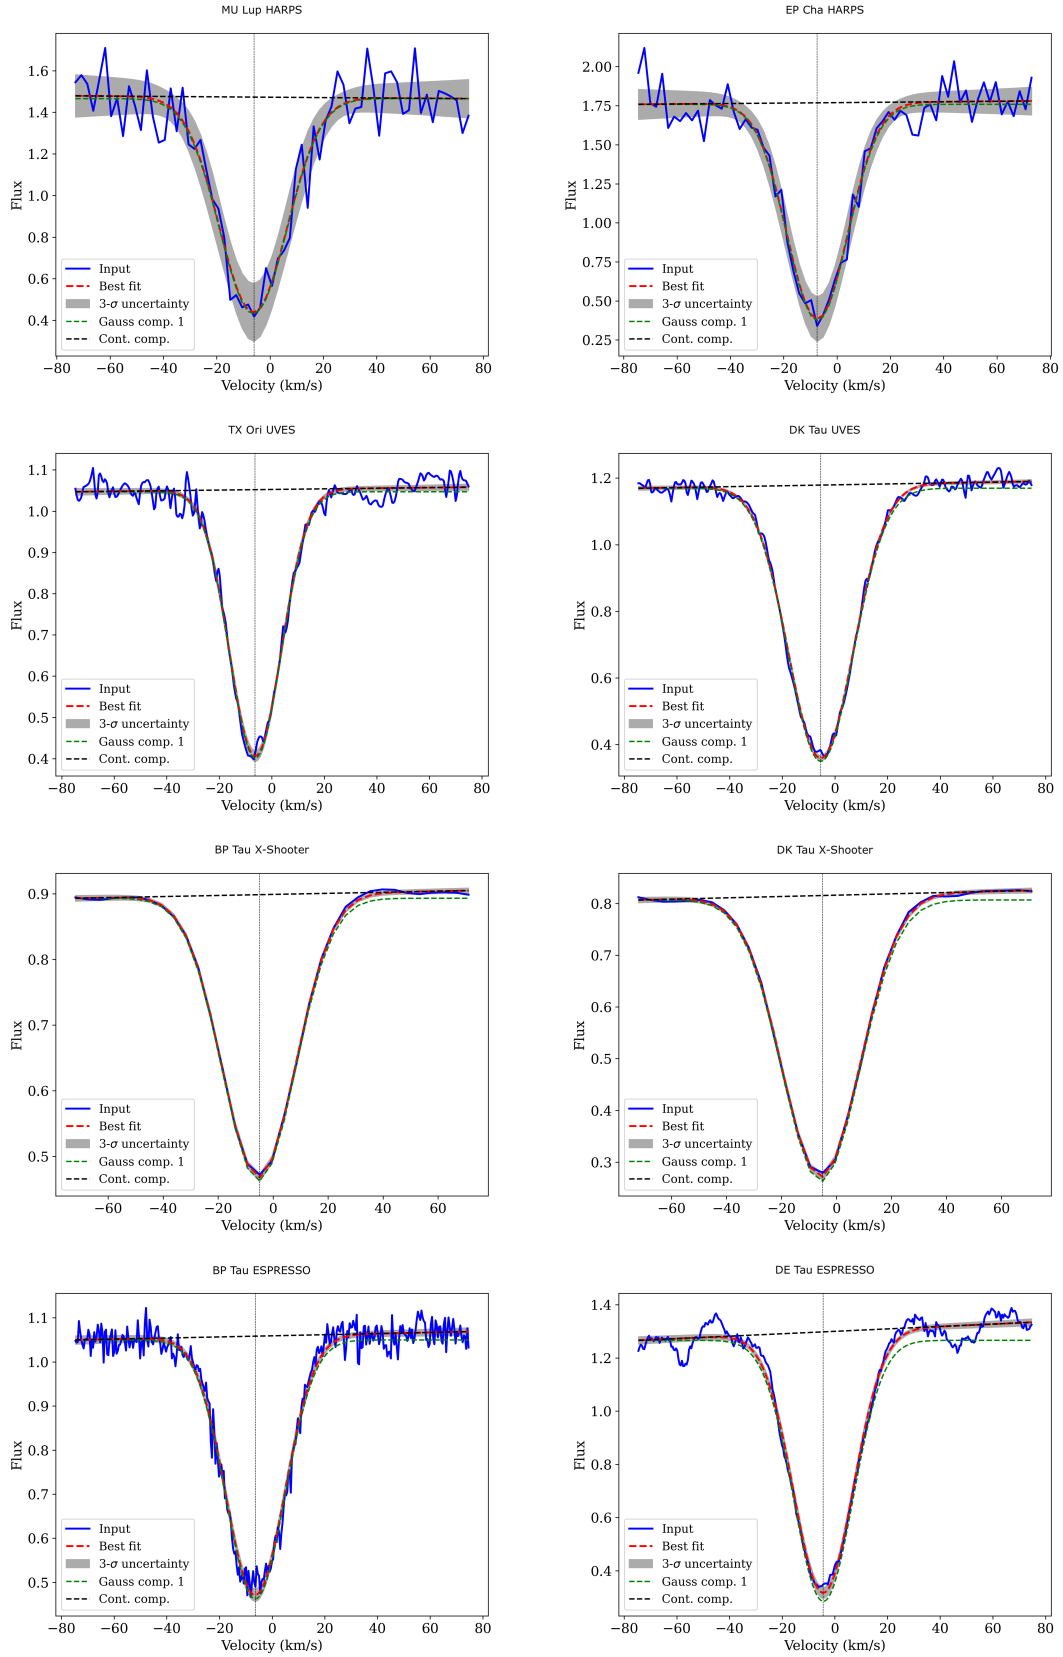 MU Lup HARPS
1.6
1.4
1.2
1.0
0.8
0.6
0.4
Flux
Input
Best fit
3-σ uncertainty
Gauss comp. 1
Cont. comp.
−80 −60 −40 −20 0 20 40 60 80
Velocity (km/s)
EP Cha HARPS
2.00
1.75
1.50
1.25
1.00
0.75
0.50
0.25
Flux
Input
Best fit
3-σ uncertainty
Gauss comp. 1
Cont. comp.
−80 −60 −40 −20 0 20 40 60 80
Velocity (km/s)
TX Ori UVES
1.1
1.0
0.9
0.8
0.7
0.6
0.5
0.4
Flux
Input
Best fit
3-σ uncertainty
Gauss comp. 1
Cont. comp.
−80 −60 −40 −20 0 20 40 60 80
Velocity (km/s)
DK Tau UVES
1.2
1.0
0.8
0.6
0.4
Flux
Input
Best fit
3-σ uncertainty
Gauss comp. 1
Cont. comp.
−80 −60 −40 −20 0 20 40 60 80
Velocity (km/s)
BP Tau X-Shooter
0.9
0.8
0.7
0.6
0.5
Flux
Input
Best fit
3-σ uncertainty
Gauss comp. 1
Cont. comp.
−60 −40 −20 0 20 40 60
Velocity (km/s)
DK Tau X-Shooter
0.8
0.7
0.6
0.5
0.4
0.3
Flux
Input
Best fit
3-σ uncertainty
Gauss comp. 1
Cont. comp.
−60 −40 −20 0 20 40 60
Velocity (km/s)
BP Tau ESPRESSO
1.1
1.0
0.9
0.8
0.7
0.6
0.5
Flux
Input
Best fit
3-σ uncertainty
Gauss comp. 1
Cont. comp.
−80 −60 −40 −20 0 20 40 60 80
Velocity (km/s)
DE Tau ESPRESSO
1.4
1.2
1.0
0.8
0.6
0.4
Flux
Input
Best fit
3-σ uncertainty
Gauss comp. 1
Cont. comp.
−80 −60 −40 −20 0 20 40 60 80
Velocity (km/s)